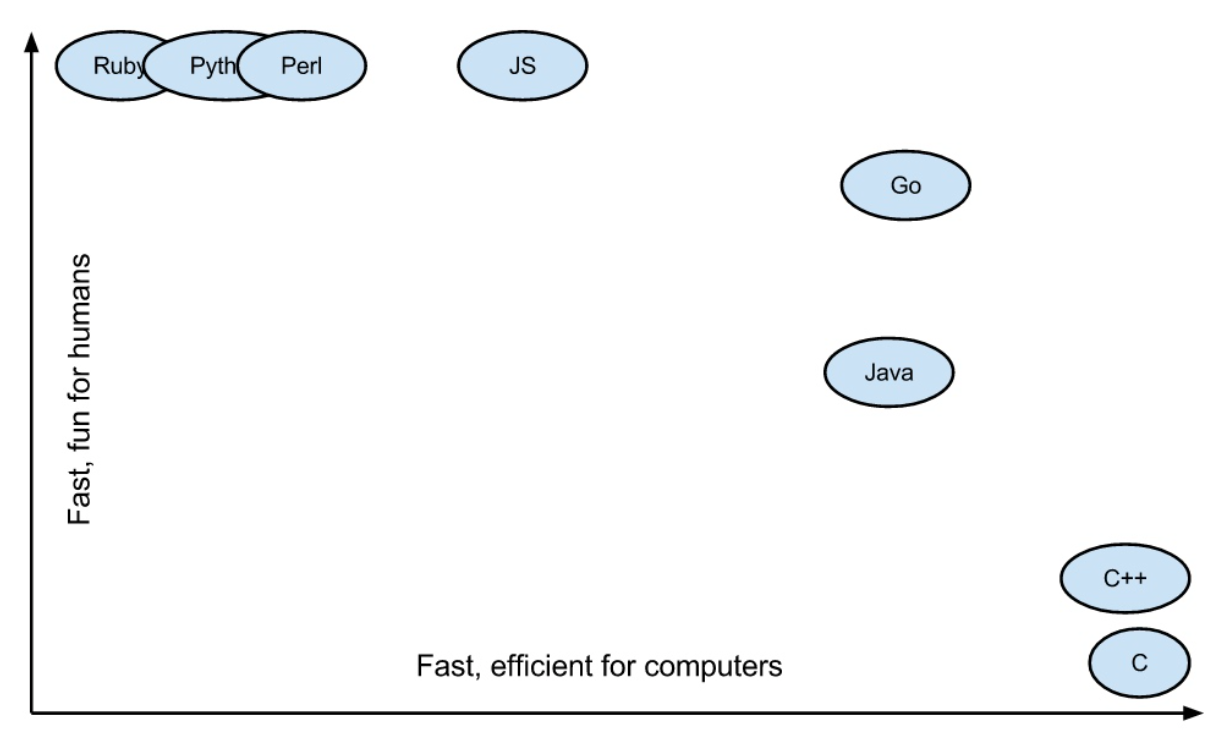 Ruby
Pyth
Perl
JS
Go
Fast, fun for humans
Java
C++
Fast, efficient for computers
C